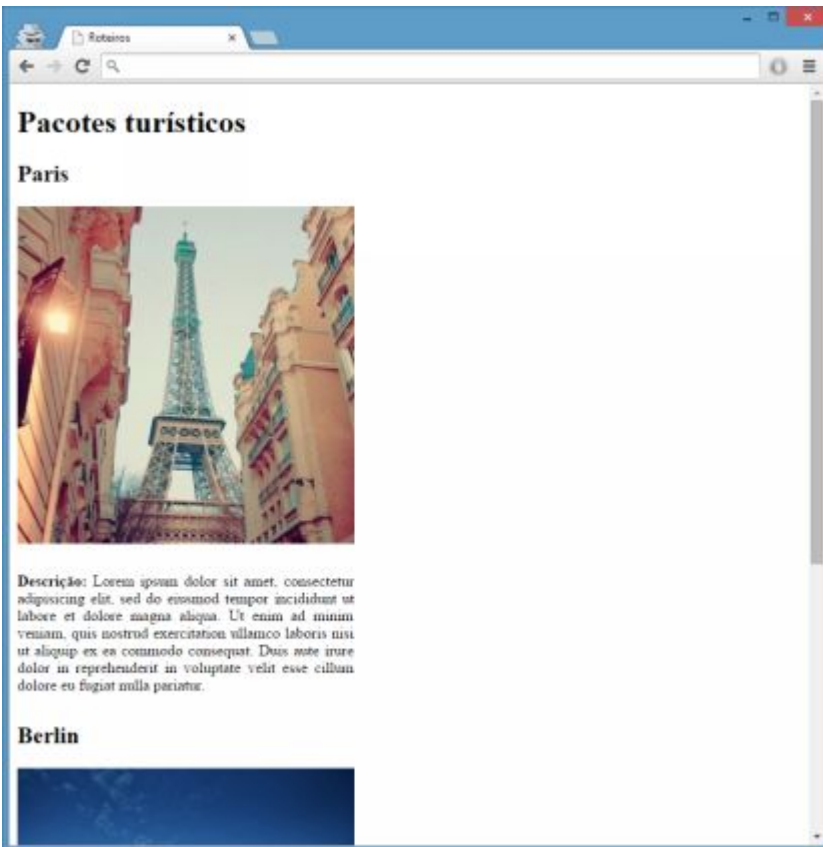 Roteiros
Pacotes turísticos
Paris
Descrição: Lorem ipsum dolor sit amet, consectetur
adipisicing elit, sed do eiusmod tempor incididunt ut
labore et dolore magna aliqua. Ut enim ad minim
veniam, quis nostrud exercitation ullamco laboris nisi
ut aliquip ex ea commodo consequat. Duis aute irure
dolor in reprehenderit in voluptate velit esse cillum
dolore eu fugiat nulla pariatur.
Berlin